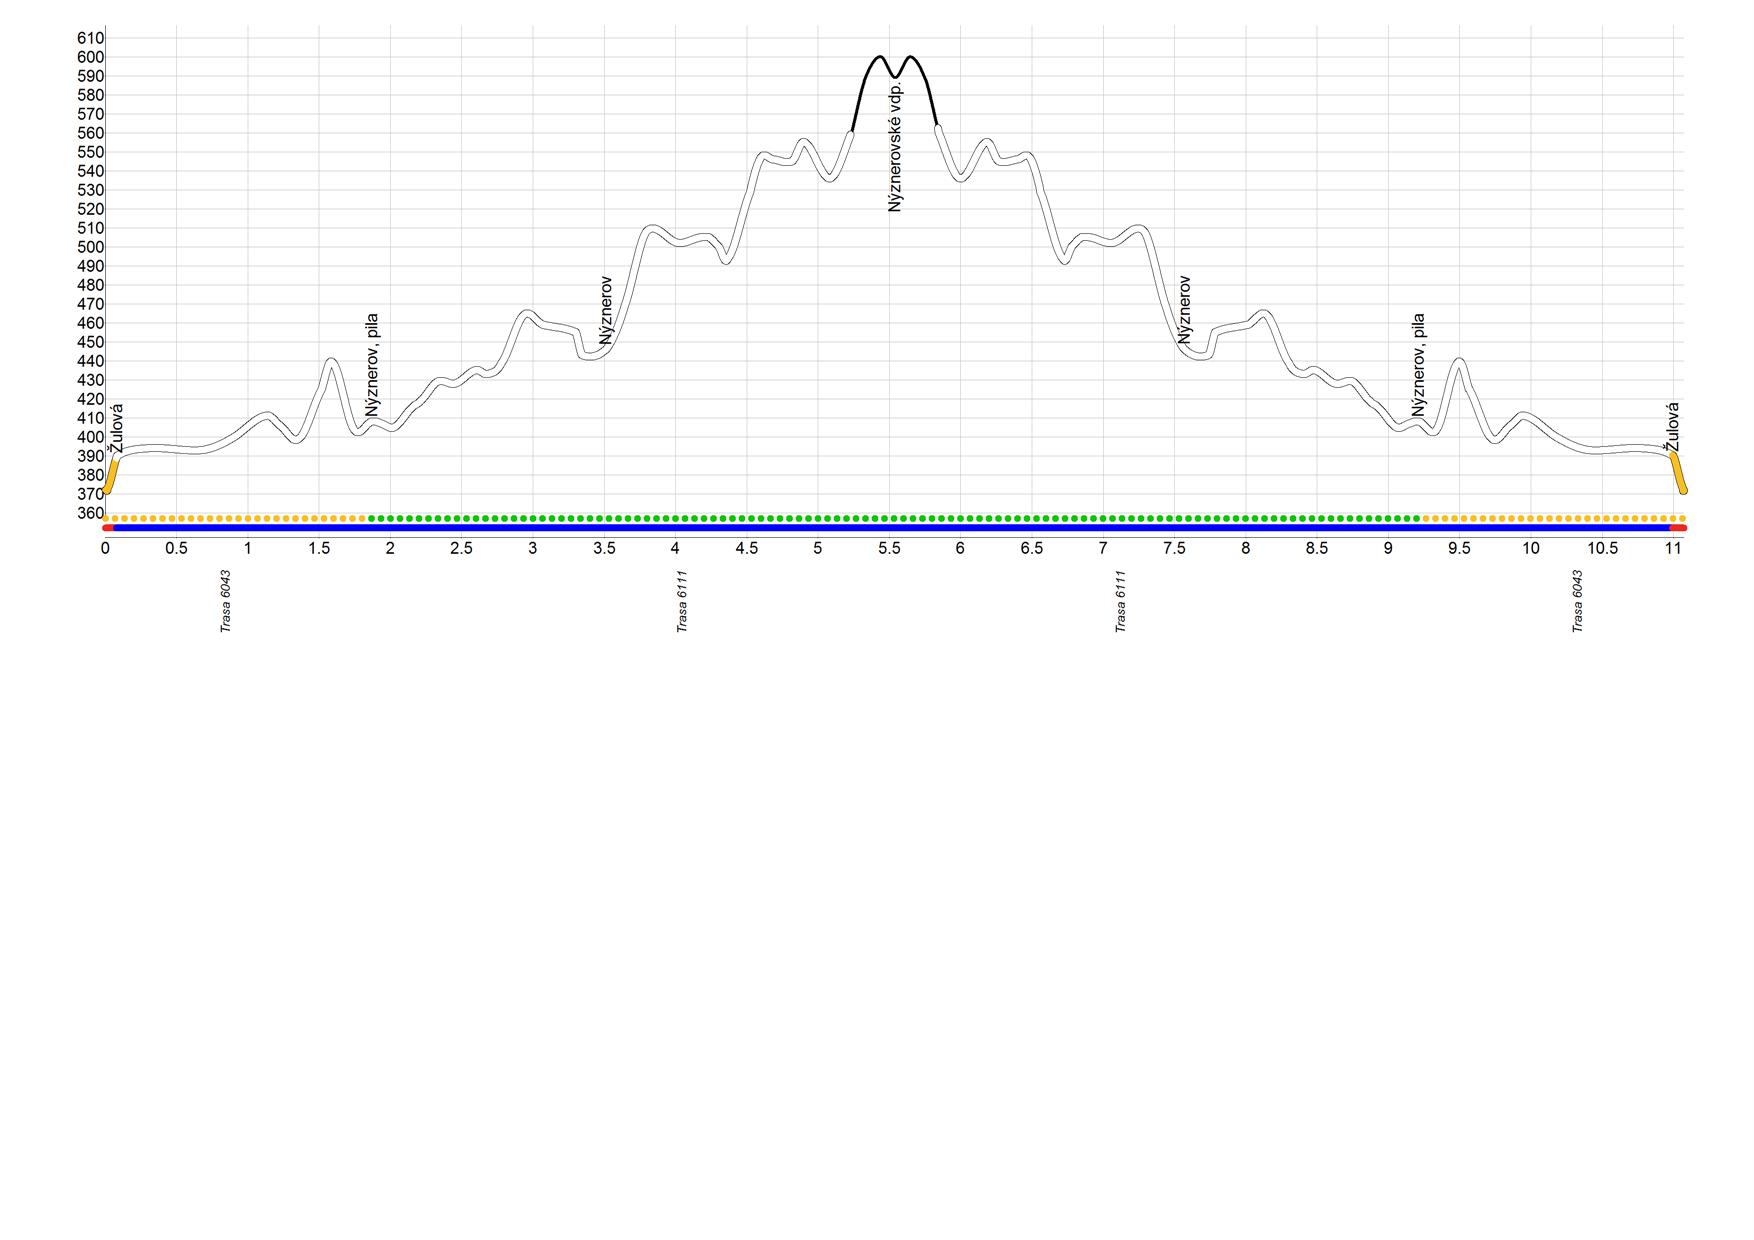 610
600
590
580
570
560
550
540
530
520
510
500
490
480
470
460
450
440
430
420
410
400
390
380
370
360
Žulová
Nýznerov, pila
Nýznerov
Nýznerovské vdp.
Nýznerov
Nýznerov, pila
Žulová
0 0.5 1 1.5 2 2.5 3 3.5 4 4.5 5 5.5 6 6.5 7 7.5 8 8.5 9 9.5 10 10.5 11
Trasa 6043
Trasa 6111
Trasa 6111
Trasa 6043